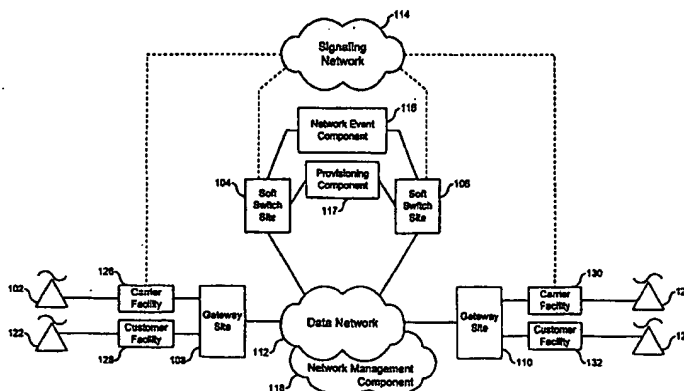 114
Signaling
Network
116
Network Event
Component
104
Provisioning
Component
106
Soft
Switch
Site
117
Soft
Switch
Site
102
126
Carrier
Facility
130
Carrier
Facility
122
Customer
Facility
128
Gateway
Site
108
Data Network
112
Gateway
Site
110
Customer
Facility
132
Network Management
Component
118